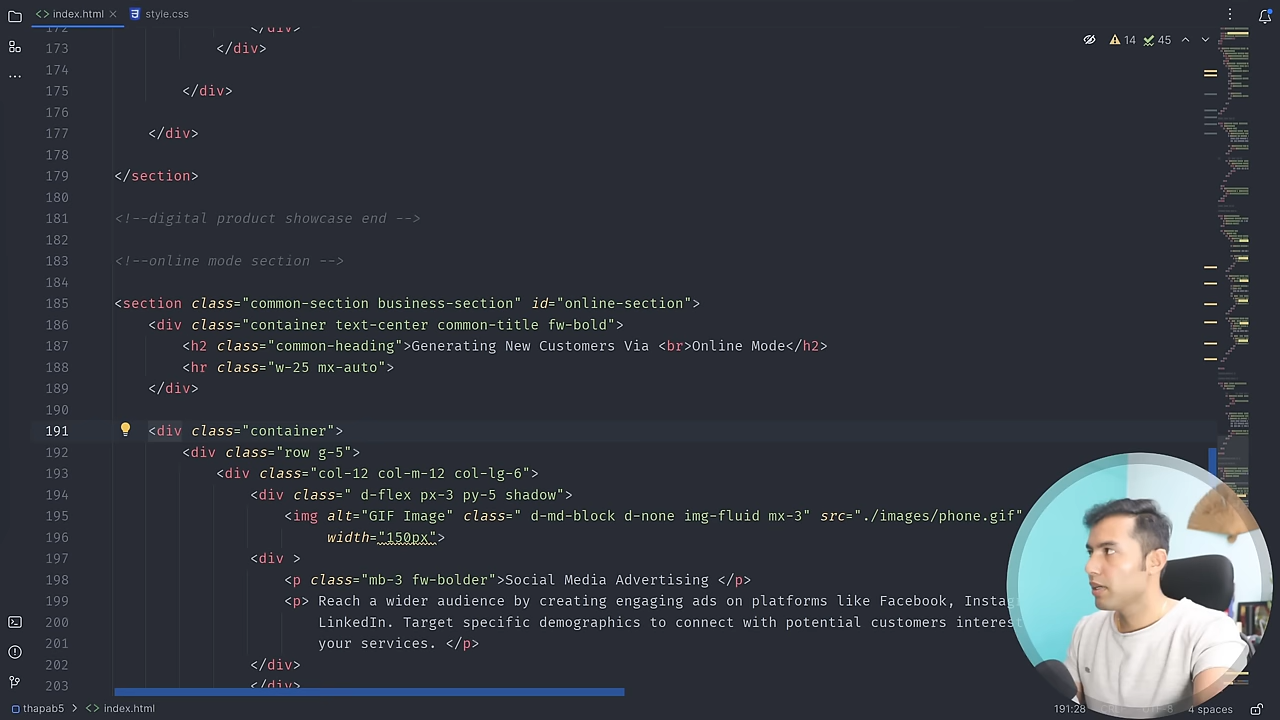 index.html
style.css
14
45
172
</div>
173
</div>
174
175
</div>
176
177
</div>
178
179
</section>
180
181
<!--digital product showcase end -->
182
183
<!--online mode section -->
184
185
<section class="common-section business-section" id="online-section">
186
<div class="container text-center common-title fw-bold">
187
<h2 class="common-heading">Generating New Customers Via <br>Online Mode</h2>
188
<hr class="w-25 mx-auto">
189
</div>
190
191
<div class="container">
192
<div class="row g-5">
193
<div class="col-12 col-m-12 col-lg-6">
194
<div class=" d-flex px-3 py-5 shadow ">
195
<img alt="GIF Image" class=" d-md-block d-none img-fluid mx-3" src="./images/phone.gif"
196
width="150px">
197
<div >
198
<p class="mb-3 fw-bolder">Social Media Advertising </p>
199
<p> Reach a wider audience by creating engaging ads on platforms like Facebook,
200
LinkedIn. Target specific demographics to connect with potential customers
201
your services. </p>
202
</div>
203
</div>
thapab5
index.html
191:28
UTF-8
4 spaces